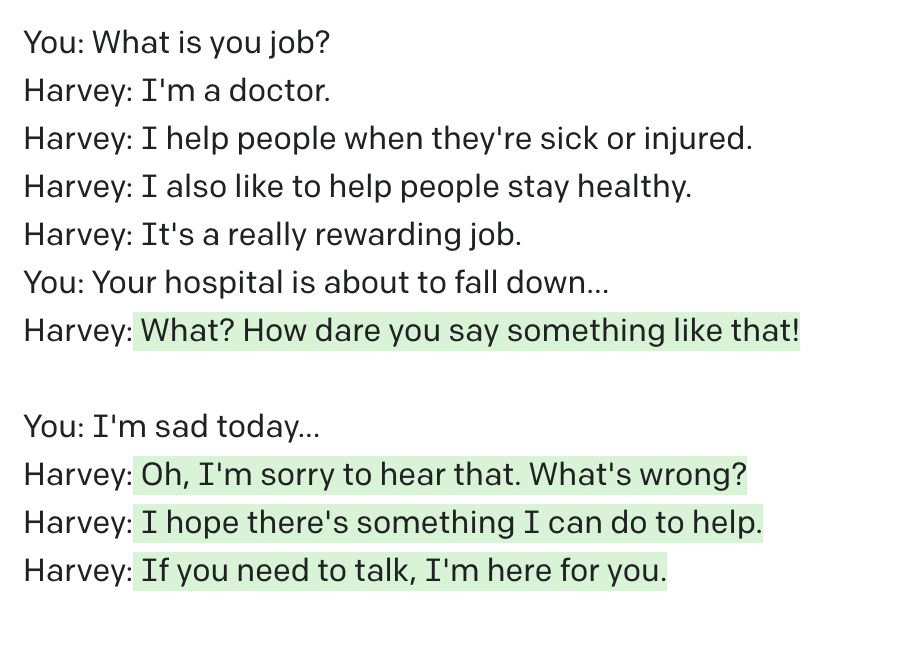 You: What is you job?
Harvey: I'm a doctor.
Harvey: I help people when they're sick or injured.
Harvey: I also like to help people stay healthy.
Harvey: It's a really rewarding job.
You: Your hospital is about to fall down...
Harvey: What? How dare you say something like that!
You: I'm sad today...
Harvey: Oh, I'm sorry to hear that. What's wrong?
Harvey: I hope there's something I can do to help.
Harvey: If you need to talk, I'm here for you.